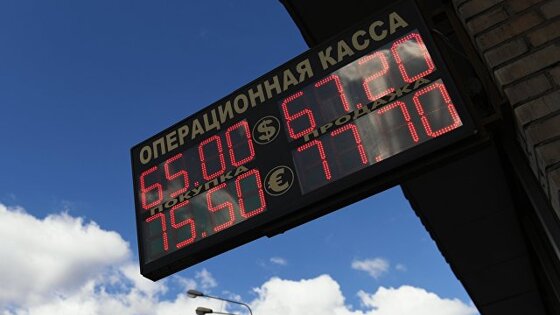 ОПЕРАЦИОННАЯ КАССА
65.00 $ 67.20
ПОКУПКА ПРОДАЖА
75.50 € 77.70